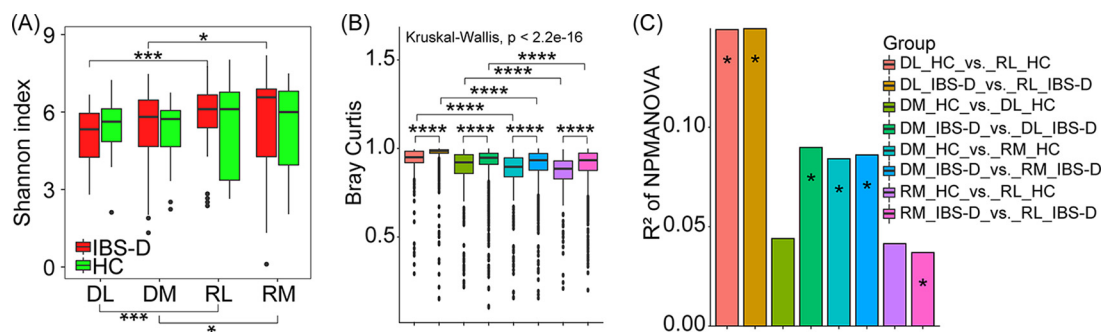 (A)
Shannon index
9
6
3
0
*
***
IBS-D
HC
DL DM RL RM
***
*
(B)
Kruskal-Wallis, p < 2.2e-16
Bray Curtis
1.5
1.0
0.5
****
****
****
****
**** **** **** ****
(C)
R² of NPMANOVA
0.10
0.05
0.00
* * * * * *
Group
DL_HC_vs._RL_HC
DL_IBS-D_vs._RL_IBS-D
DM_HC_vs._DL_HC
DM_IBS-D_vs._DL_IBS-D
DM_HC_vs._RM_HC
DM_IBS-D_vs._RM_IBS-D
RM_HC_vs._RL_HC
RM_IBS-D_vs._RL_IBS-D